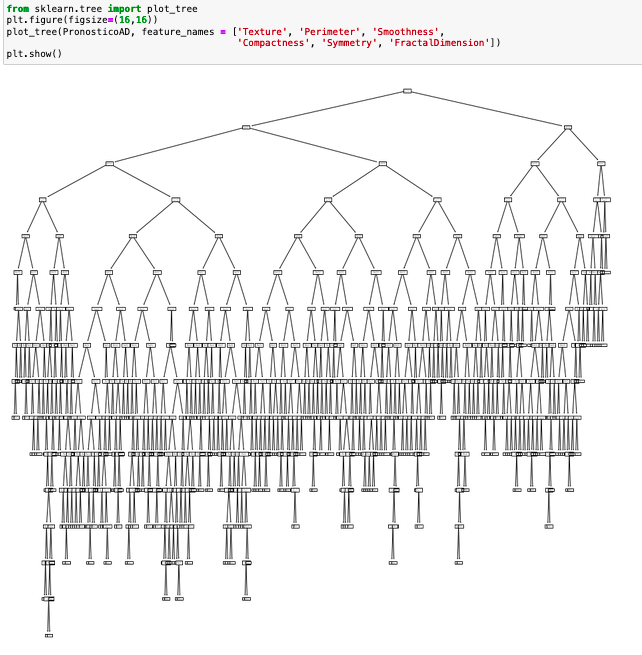 from sklearn.tree import plot_tree
plt.figure(figsize=(16,16))
plot_tree(PronosticoAD, feature_names = ['Texture', 'Perimeter', 'Smoothness',
'Compactness', 'Symmetry', 'FractalDimension'])
plt.show()